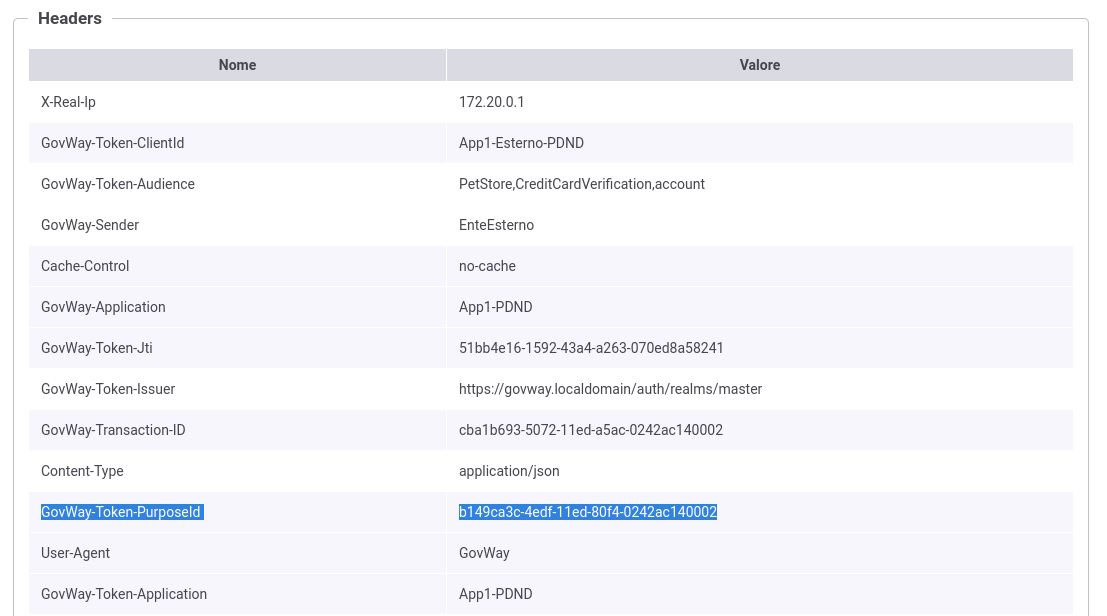 Headers
Nome Valore
X-Real-Ip 172.20.0.1
GovWay-Token-ClientId App1-Esterno-PDND
GovWay-Token-Audience PetStore,CreditCardVerification,account
GovWay-Sender EnteEsterno
Cache-Control no-cache
GovWay-Application App1-PDND
GovWay-Token-Jti 51bb4e16-1592-43a4-a263-070ed8a58241
GovWay-Token-Issuer https://govway.localdomain/auth/realms/master
GovWay-Transaction-ID cba1b693-5072-11ed-a5ac-0242ac140002
Content-Type application/json
GovWay-Token-PurposeId b149ca3c-4edf-11ed-80f4-0242ac140002
User-Agent GovWay
GovWay-Token-Application App1-PDND